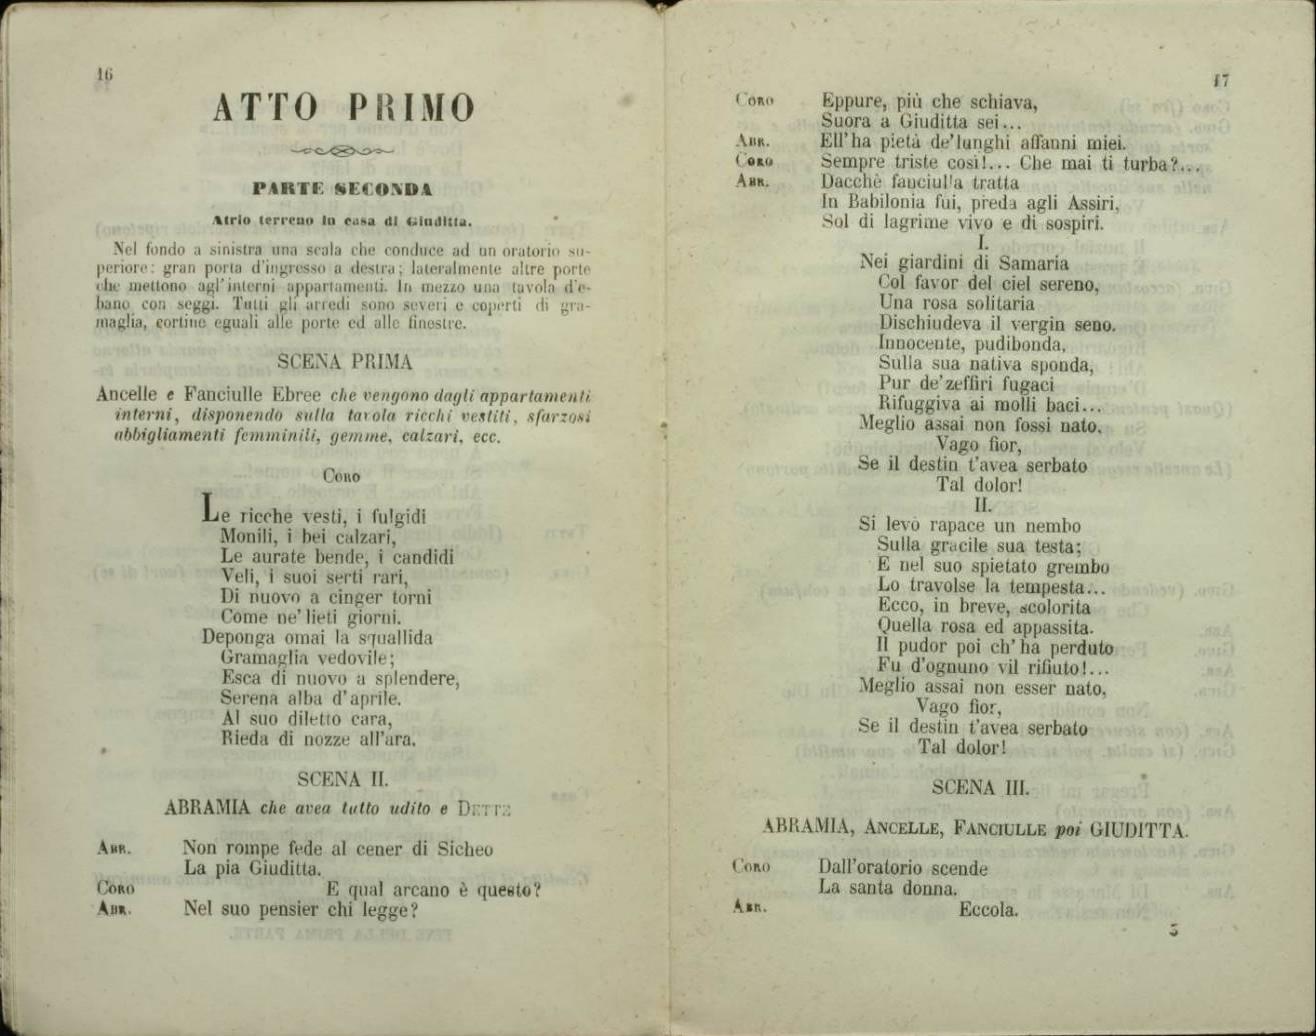 16
ATTO PRIMO
PARTE SECONDA
Atrio terreno in casa di Giuditta.
Nel fondo a sinistra una scala che conduce ad un oratorio su-
periore: gran porta d'ingresso a destra; lateralmente altre porte
che mettono agl'interni appartamenti. In mezzo una tavola d'e-
bano con seggi. Tutti gli arredi sono severi e coperti di gra-
maglia, cortine eguali alle porte ed alle finestre.
SCENA PRIMA
Ancelle e Fanciulle Ebree che vengono dagli appartamenti
interni, disponendo sulla tavola ricchi vestiti, sfarzosi
abbigliamenti femminili, gemme, calzari, ecc.
CORO
Le ricche vesti, i fulgidi
Monili, i bei calzari,
Le aurate bende, i candidi
Veli, i suoi serti rari,
Di nuovo a cinger torni
Come ne' lieti giorni.
Deponga omai la squallida
Gramaglia vedovile;
Esca di nuovo a splendere,
Serena alba d'aprile.
Al suo diletto cara,
Rieda di nozze all'ara.
SCENA II.
ABRAMIA che avea tutto udito e DETTE
ABR. Non rompe fede al cener di Sicheo
La pia Giuditta.
CORO E qual arcano è questo?
ABR. Nel suo pensier chi legge?
17
CORO Eppure, più che schiava,
Suora a Giuditta sei...
ABR. Ell'ha pietà de'lunghi affanni miei.
CORO Sempre triste così!... Che mai ti turba?...
ABR. Dacchè fanciulla tratta
In Babilonia fui, preda agli Assiri,
Sol di lagrime vivo e di sospiri.
I.
Nei giardini di Samaria
Col favor del ciel sereno,
Una rosa solitaria
Dischiudeva il vergin seno.
Innocente, pudibonda,
Sulla sua nativa sponda,
Pur de'zeffiri fugaci
Rifuggiva ai molli baci...
Meglio assai non fossi nato,
Vago fior,
Se il destin t'avea serbato
Tal dolor!
II.
Si levò rapace un nembo
Sulla gracile sua testa;
E nel suo spietato grembo
Lo travolse la tempesta...
Ecco, in breve, scolorita
Quella rosa ed appassita.
Il pudor poi ch'ha perduto
Fu d'ognuno vil rifiuto!...
Meglio assai non esser nato,
Vago fior,
Se il destin t'avea serbato
Tal dolor!
SCENA III.
ABRAMIA, ANCELLE, FANCIULLE poi GIUDITTA.
CORO Dall'oratorio scende
La santa donna.
ABR. Eccola.
3